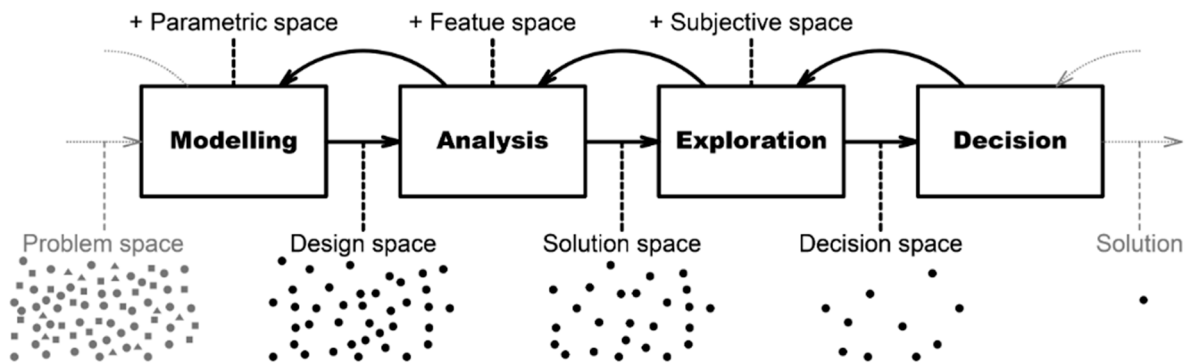 + Parametric space
+ Featue space
+ Subjective space
Modelling
Analysis
Exploration
Decision
Problem space
Design space
Solution space
Decision space
Solution